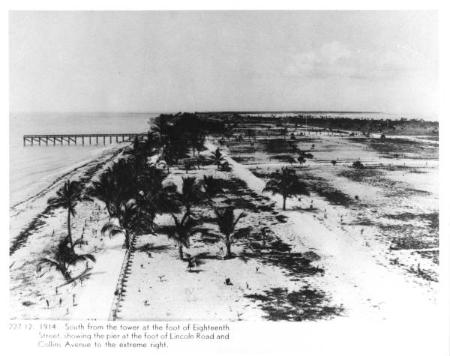 227.12. 1914. South from the tower at the foot of Eighteenth
Street, showing the pier at the foot of Lincoln Road and
Collins Avenue to the extreme right.